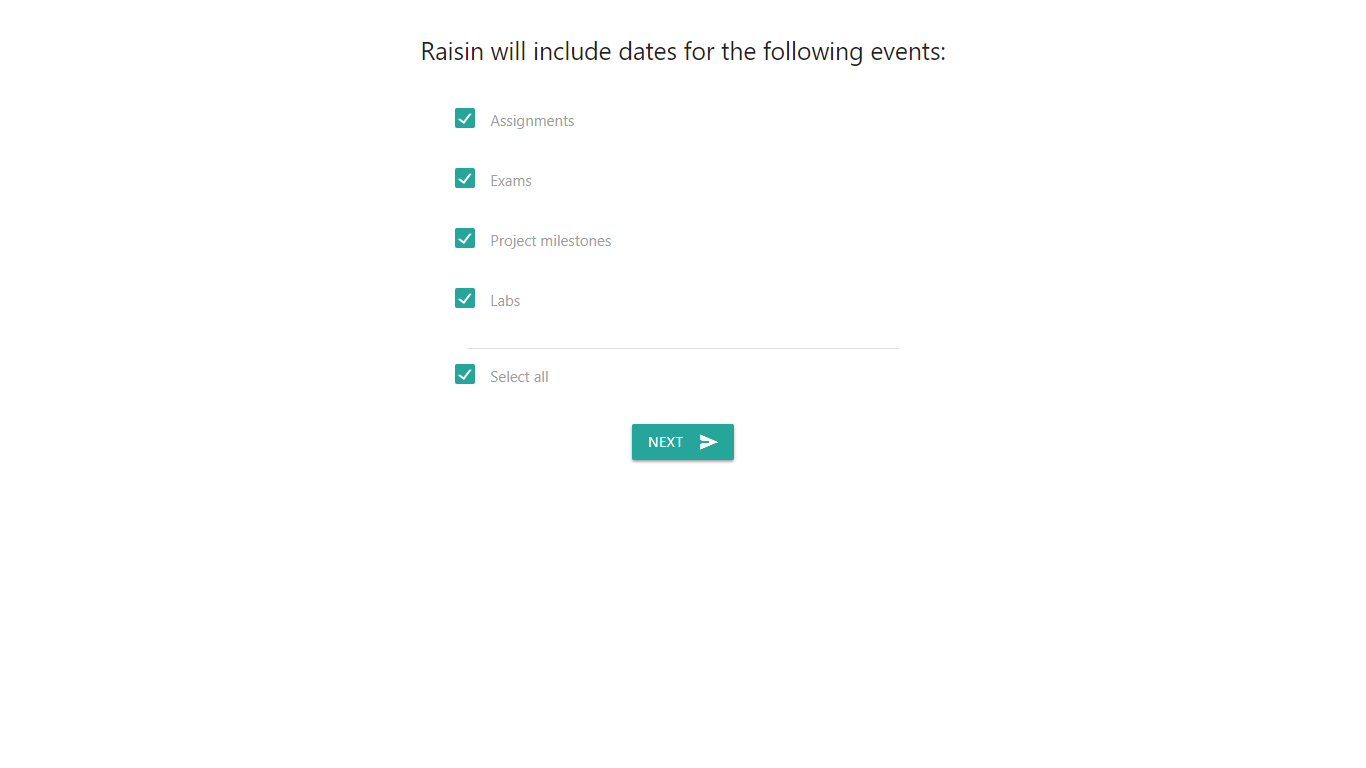 Raisin will include dates for the following events:
Assignments
Exams
Project milestones
Labs
Select all
NEXT